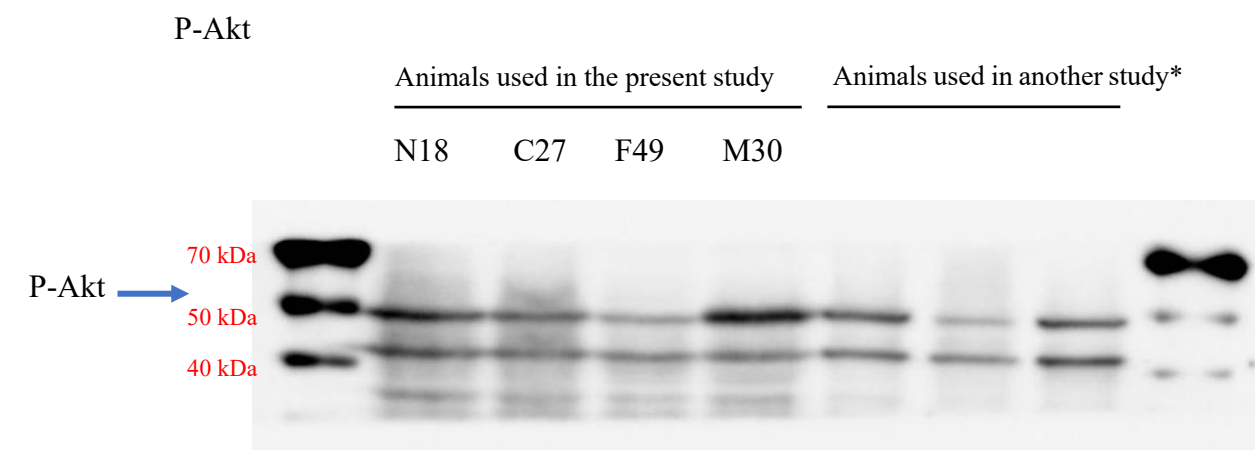 P-Akt
Animals used in the present study
Animals used in another study*
N18 C27 F49 M30
70 kDa
P-Akt
50 kDa
40 kDa